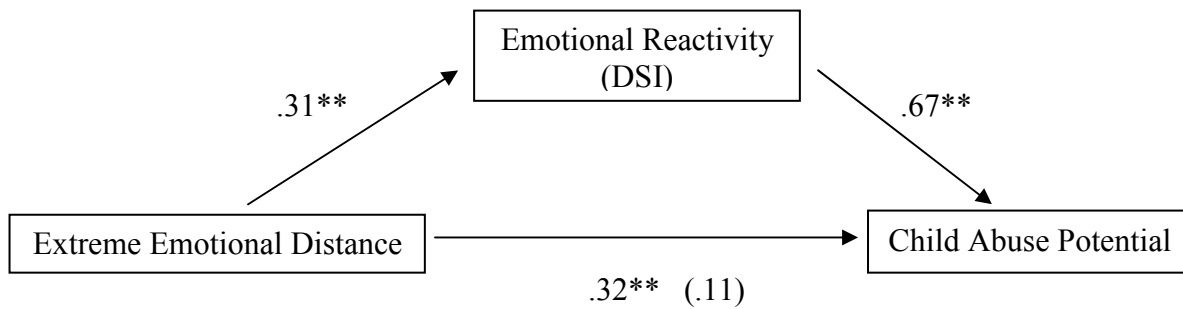 Emotional Reactivity
(DSI)
.31**
.67**
Extreme Emotional Distance
Child Abuse Potential
.32** (.11)